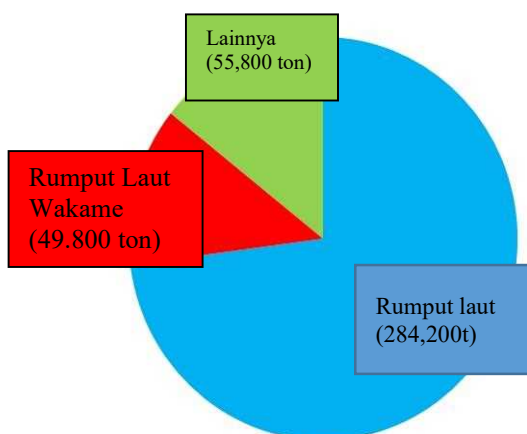 Lainnya
(55,800 ton)
Rumput Laut
Wakame
(49.800 ton)
Rumput laut
(284,200t)